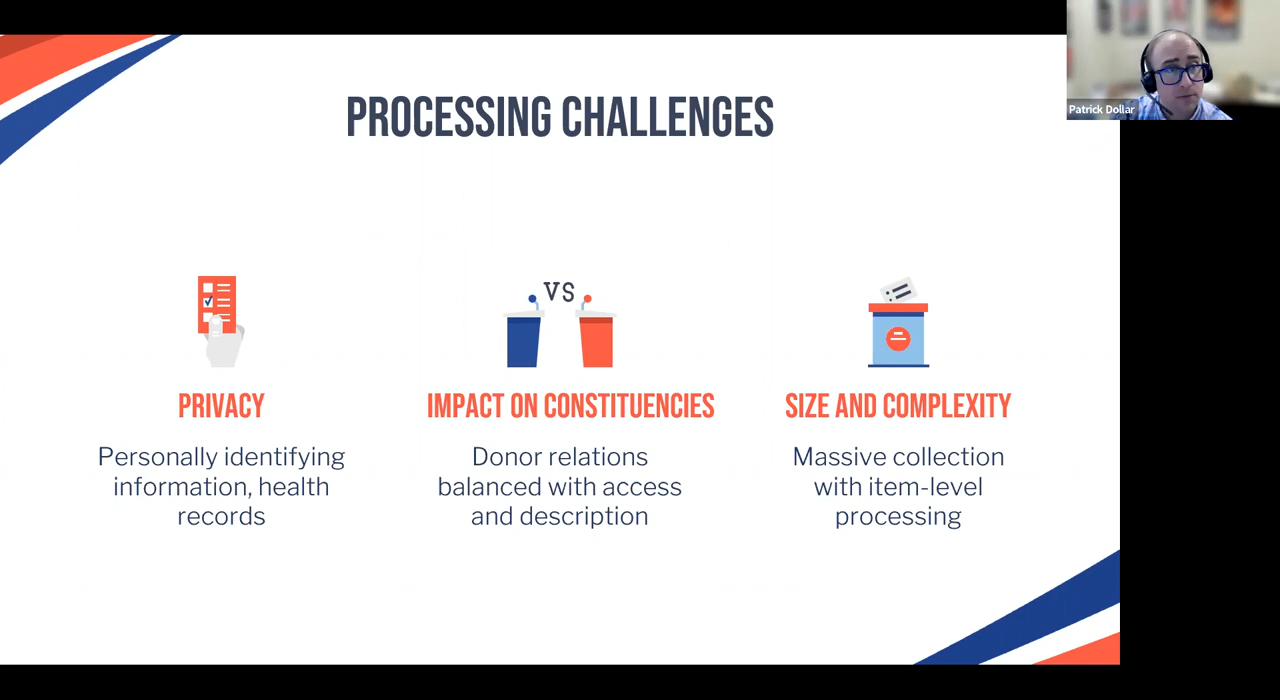 PROCESSING CHALLENGES
Patrick Dollar
VS
PRIVACY
Personally identifying
information, health
records
IMPACT ON CONSTITUENCIES
Donor relations
balanced with access
and description
SIZE AND COMPLEXITY
Massive collection
with item-level
processing